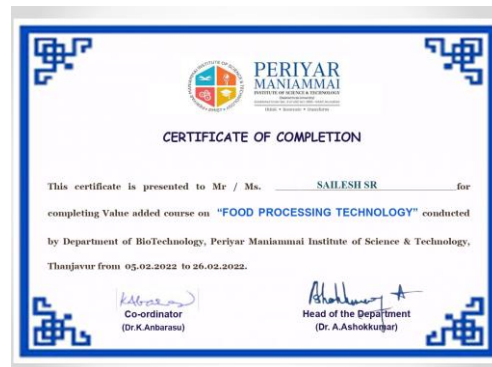 PERIYAR
MANIAMMAI
INSTITUTE OF SCIENCE & TECHNOLOGY
CERTIFICATE OF COMPLETION
This certificate is presented to Mr / Ms. SAILESH SR for
completing Value added course on “FOOD PROCESSING TECHNOLOGY” conducted
by Department of BioTechnology, Periyar Maniammai Institute of Science & Technology,
Thanjavur from 05.02.2022 to 26.02.2022.
Co-ordinator
(Dr.K.Anbarasu)
Head of the Department
(Dr. A.Ashokkumar)